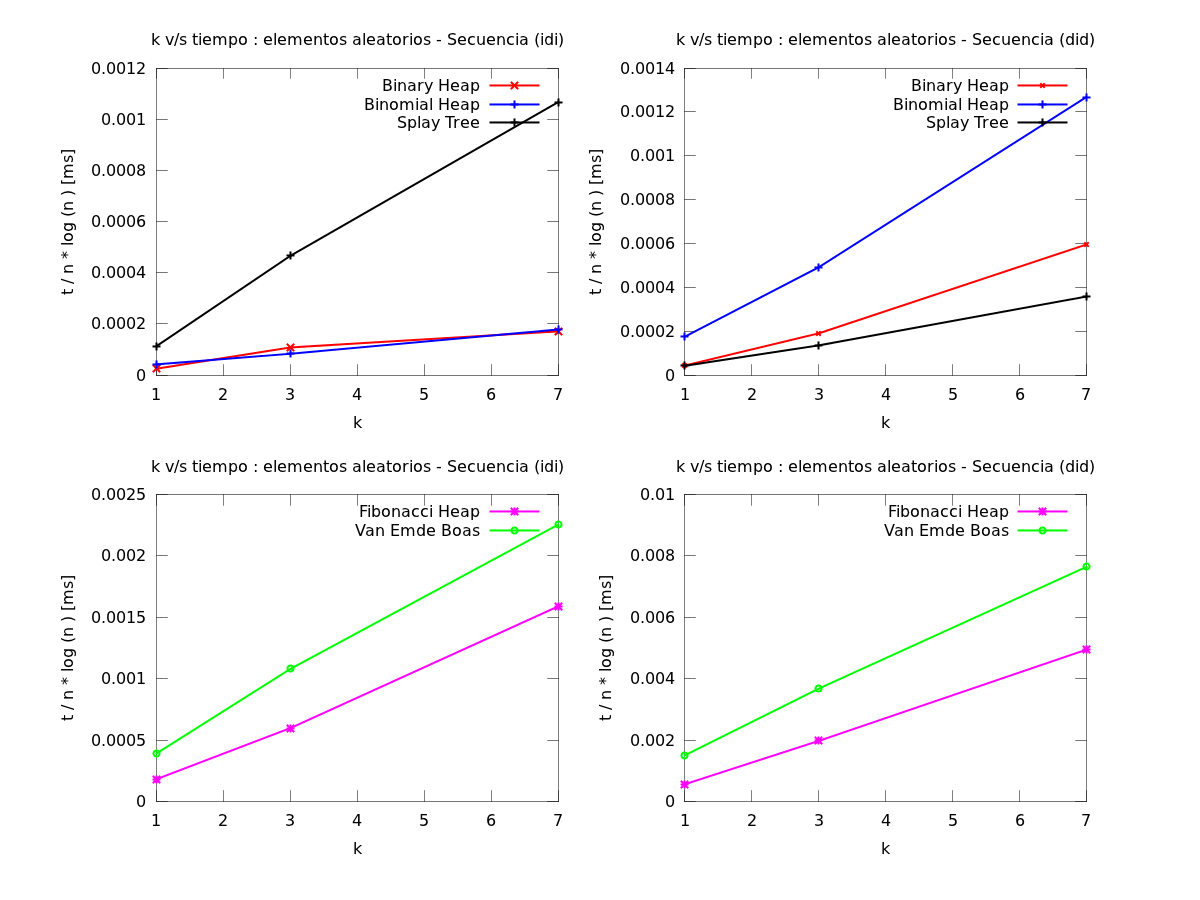 k v/s tiempo : elementos aleatorios - Secuencia (idi)
0.0012
0.001
0.0008
0.0006
0.0004
0.0002
0
t / n * log (n ) [ms]
Binary Heap
Binomial Heap
Splay Tree
1 2 3 4 5 6 7
k
k v/s tiempo : elementos aleatorios - Secuencia (did)
0.0014
0.0012
0.001
0.0008
0.0006
0.0004
0.0002
0
t / n * log (n ) [ms]
Binary Heap
Binomial Heap
Splay Tree
1 2 3 4 5 6 7
k
k v/s tiempo : elementos aleatorios - Secuencia (idi)
0.0025
0.002
0.0015
0.001
0.0005
0
t / n * log (n ) [ms]
Fibonacci Heap
Van Emde Boas
1 2 3 4 5 6 7
k
k v/s tiempo : elementos aleatorios - Secuencia (did)
0.01
0.008
0.006
0.004
0.002
0
t / n * log (n ) [ms]
Fibonacci Heap
Van Emde Boas
1 2 3 4 5 6 7
k